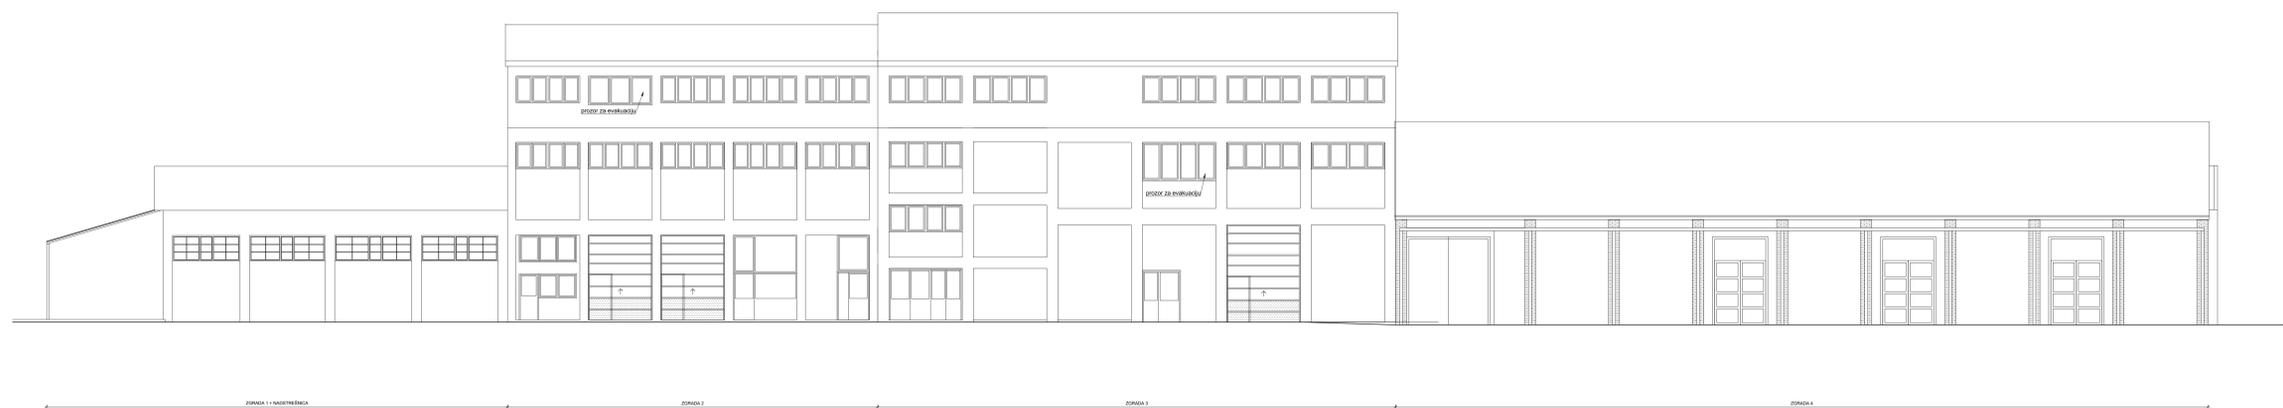 prozor za evakuaciju
prozor za evakuaciju
ZGRADA 1 + NADSTREŠNICA
ZGRADA 2
ZGRADA 3
ZGRADA 4